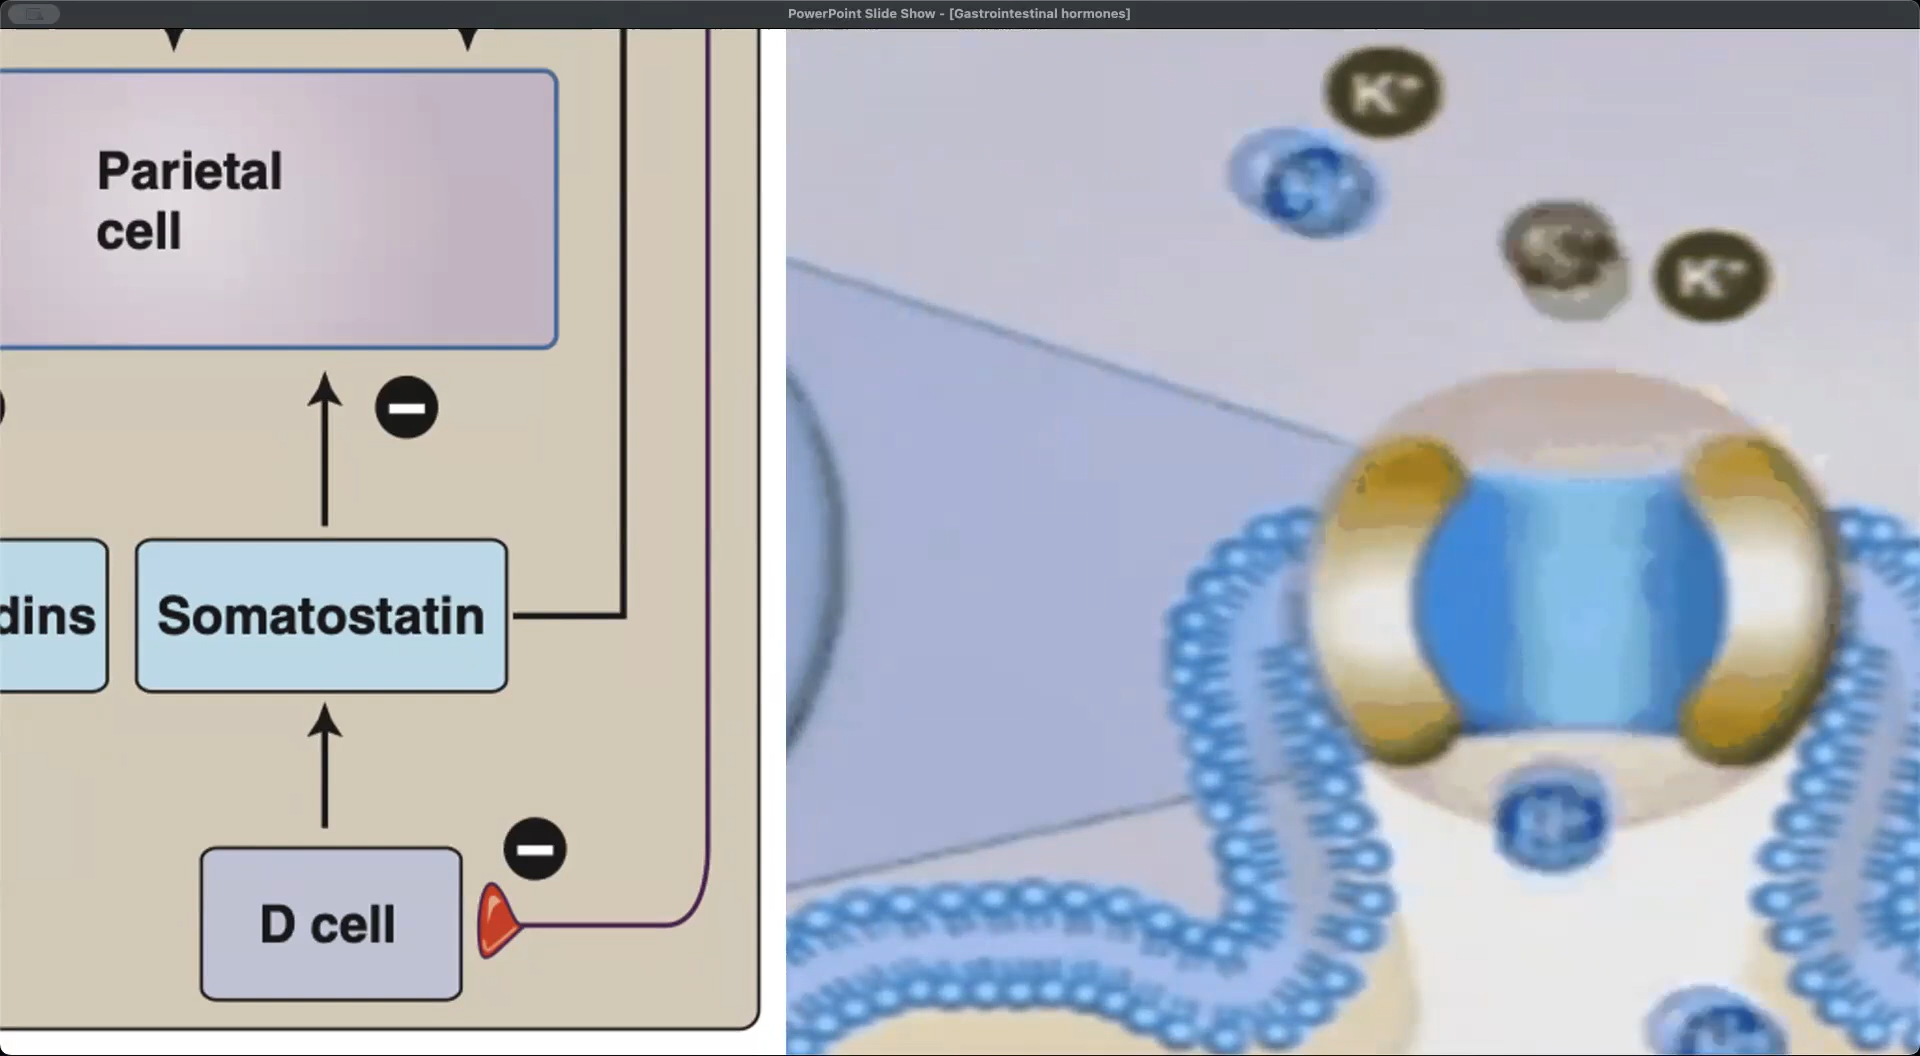 PowerPoint Slide Show - [Gastrointestinal hormones]
Parietal
cell
dins
Somatostatin
D cell
K+
K+